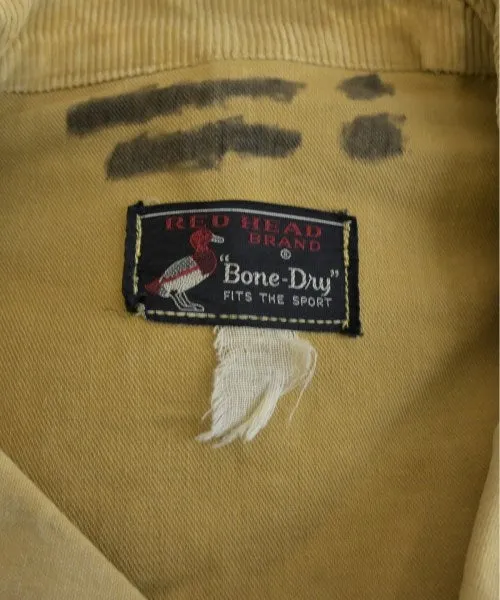 RED HEAD
BRAND
®
"Bone-Dry"
FITS THE SPORT